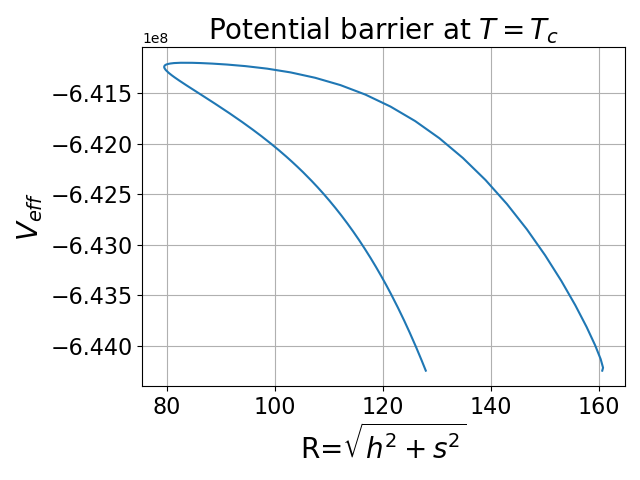 Potential barrier at $T = T_c$
1e8
−6.415
−6.420
−6.425
−6.430
−6.435
−6.440
$V_{eff}$
80 100 120 140 160
R=$\sqrt{h^2 + s^2}$